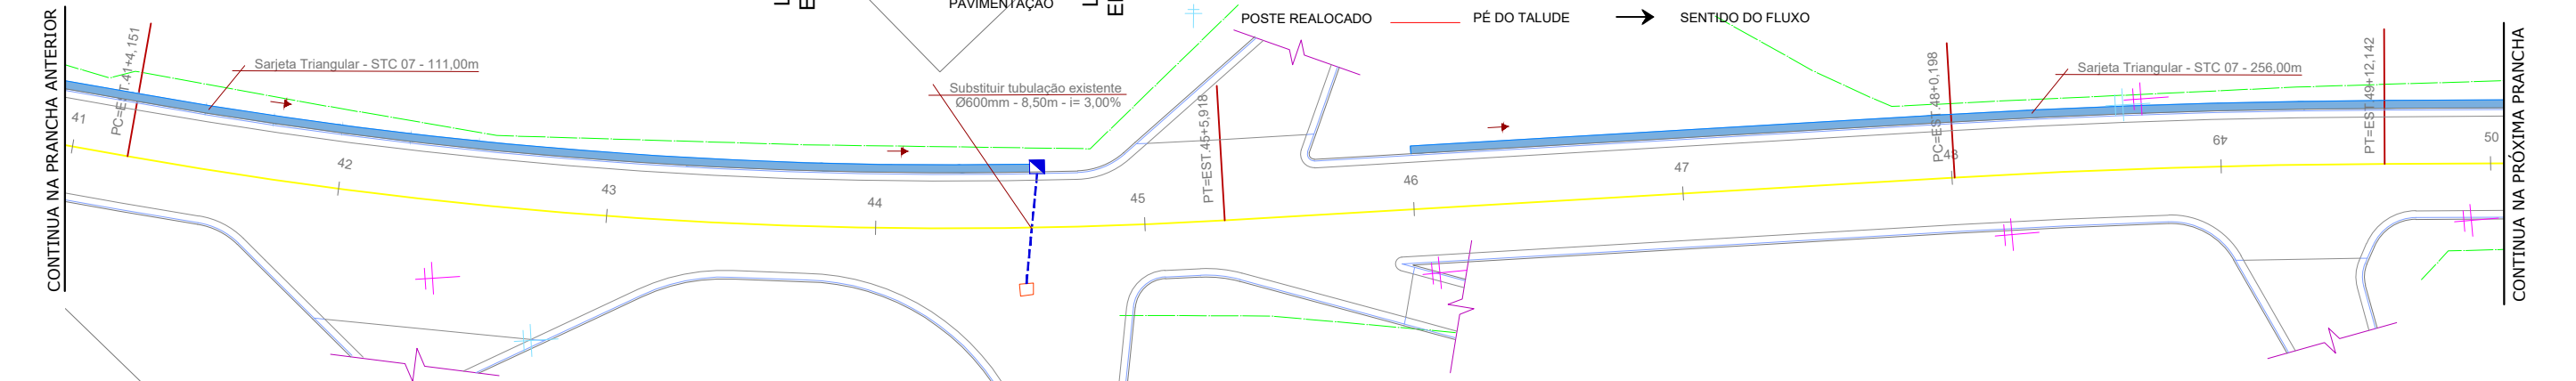 PAVIMENTAÇÃO
POSTE REALOCADO
PÉ DO TALUDE
SENTIDO DO FLUXO
CONTINUA NA PRANCHA ANTERIOR
PC=EST.41+4,151
Sarjeta Triangular - STC 07 - 111,00m
Substituir tubulação existente
Ø600mm - 8,50m - i= 3,00%
PT=EST.45+5,918
PC=EST.48+0,198
Sarjeta Triangular - STC 07 - 256,00m
PT=EST.49+12,142
CONTINUA NA PRÓXIMA PRANCHA
41
42
43
44
45
46
47
48
49
50